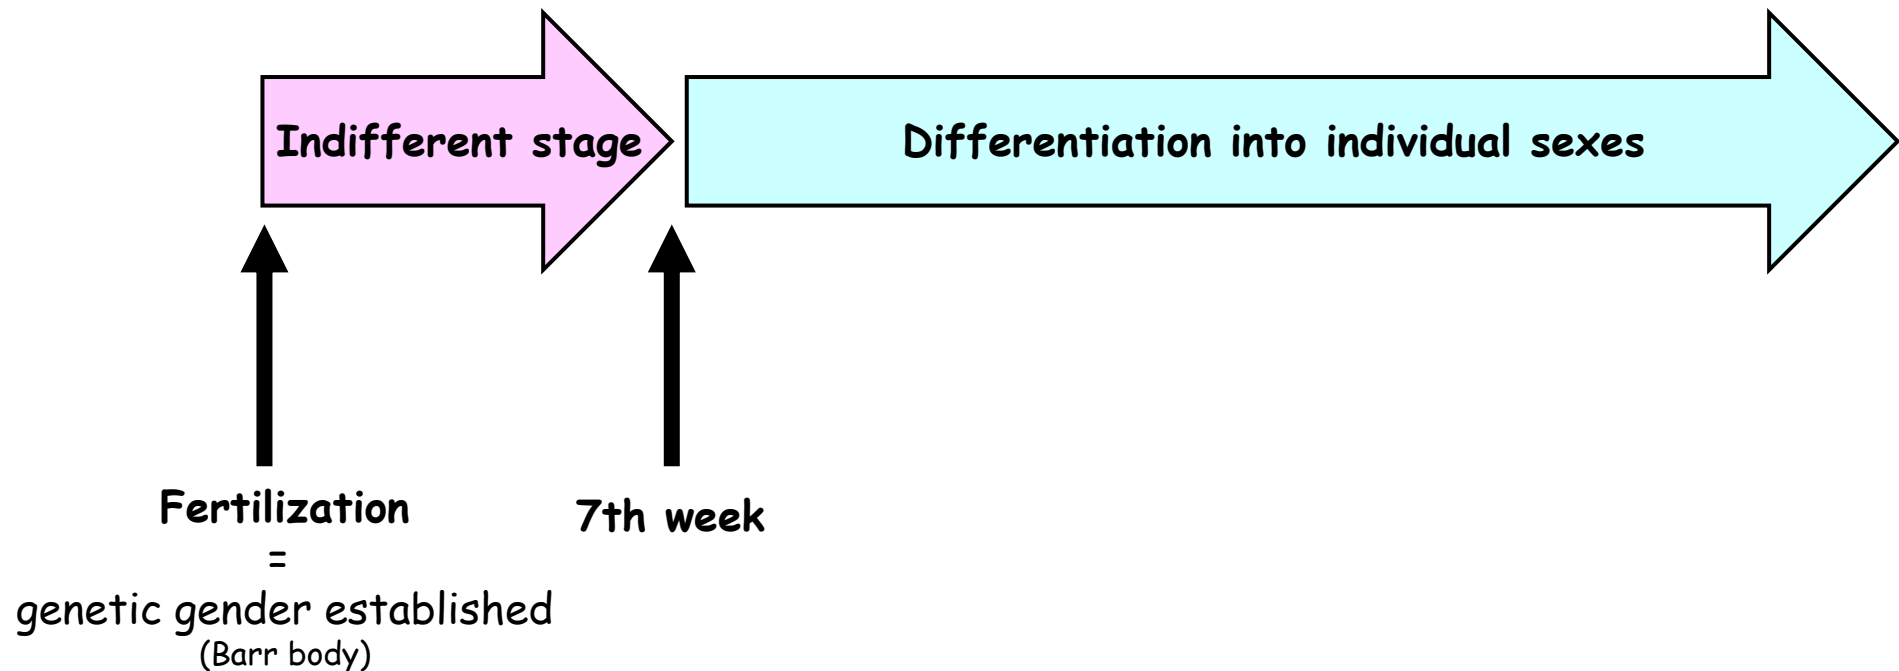 Indifferent stage
Differentiation into individual sexes
Fertilization
=
genetic gender established
(Barr body)
7th week